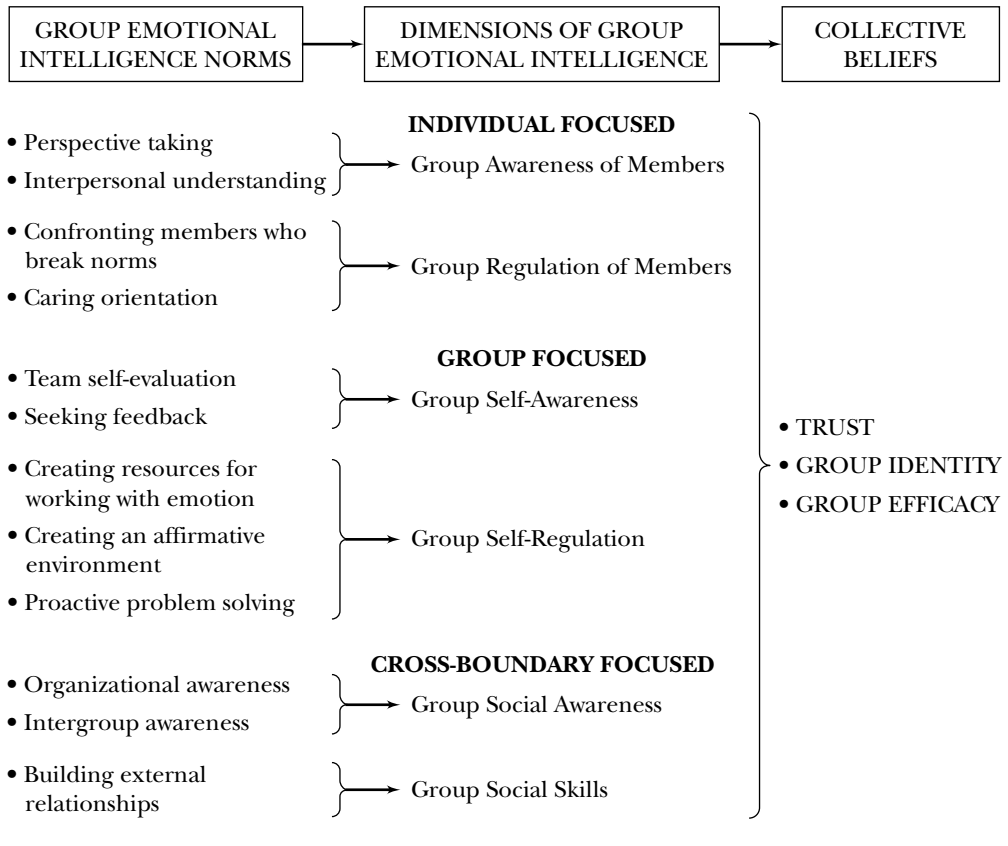 GROUP EMOTIONAL
INTELLIGENCE NORMS
DIMENSIONS OF GROUP
EMOTIONAL INTELLIGENCE
COLLECTIVE
BELIEFS
• Perspective taking
• Interpersonal understanding
INDIVIDUAL FOCUSED
Group Awareness of Members
• Confronting members who
break norms
• Caring orientation
Group Regulation of Members
• Team self-evaluation
• Seeking feedback
GROUP FOCUSED
Group Self-Awareness
• Creating resources for
working with emotion
• Creating an affirmative
environment
• Proactive problem solving
Group Self-Regulation
• Organizational awareness
• Intergroup awareness
CROSS-BOUNDARY FOCUSED
Group Social Awareness
• Building external
relationships
Group Social Skills
• TRUST
• GROUP IDENTITY
• GROUP EFFICACY